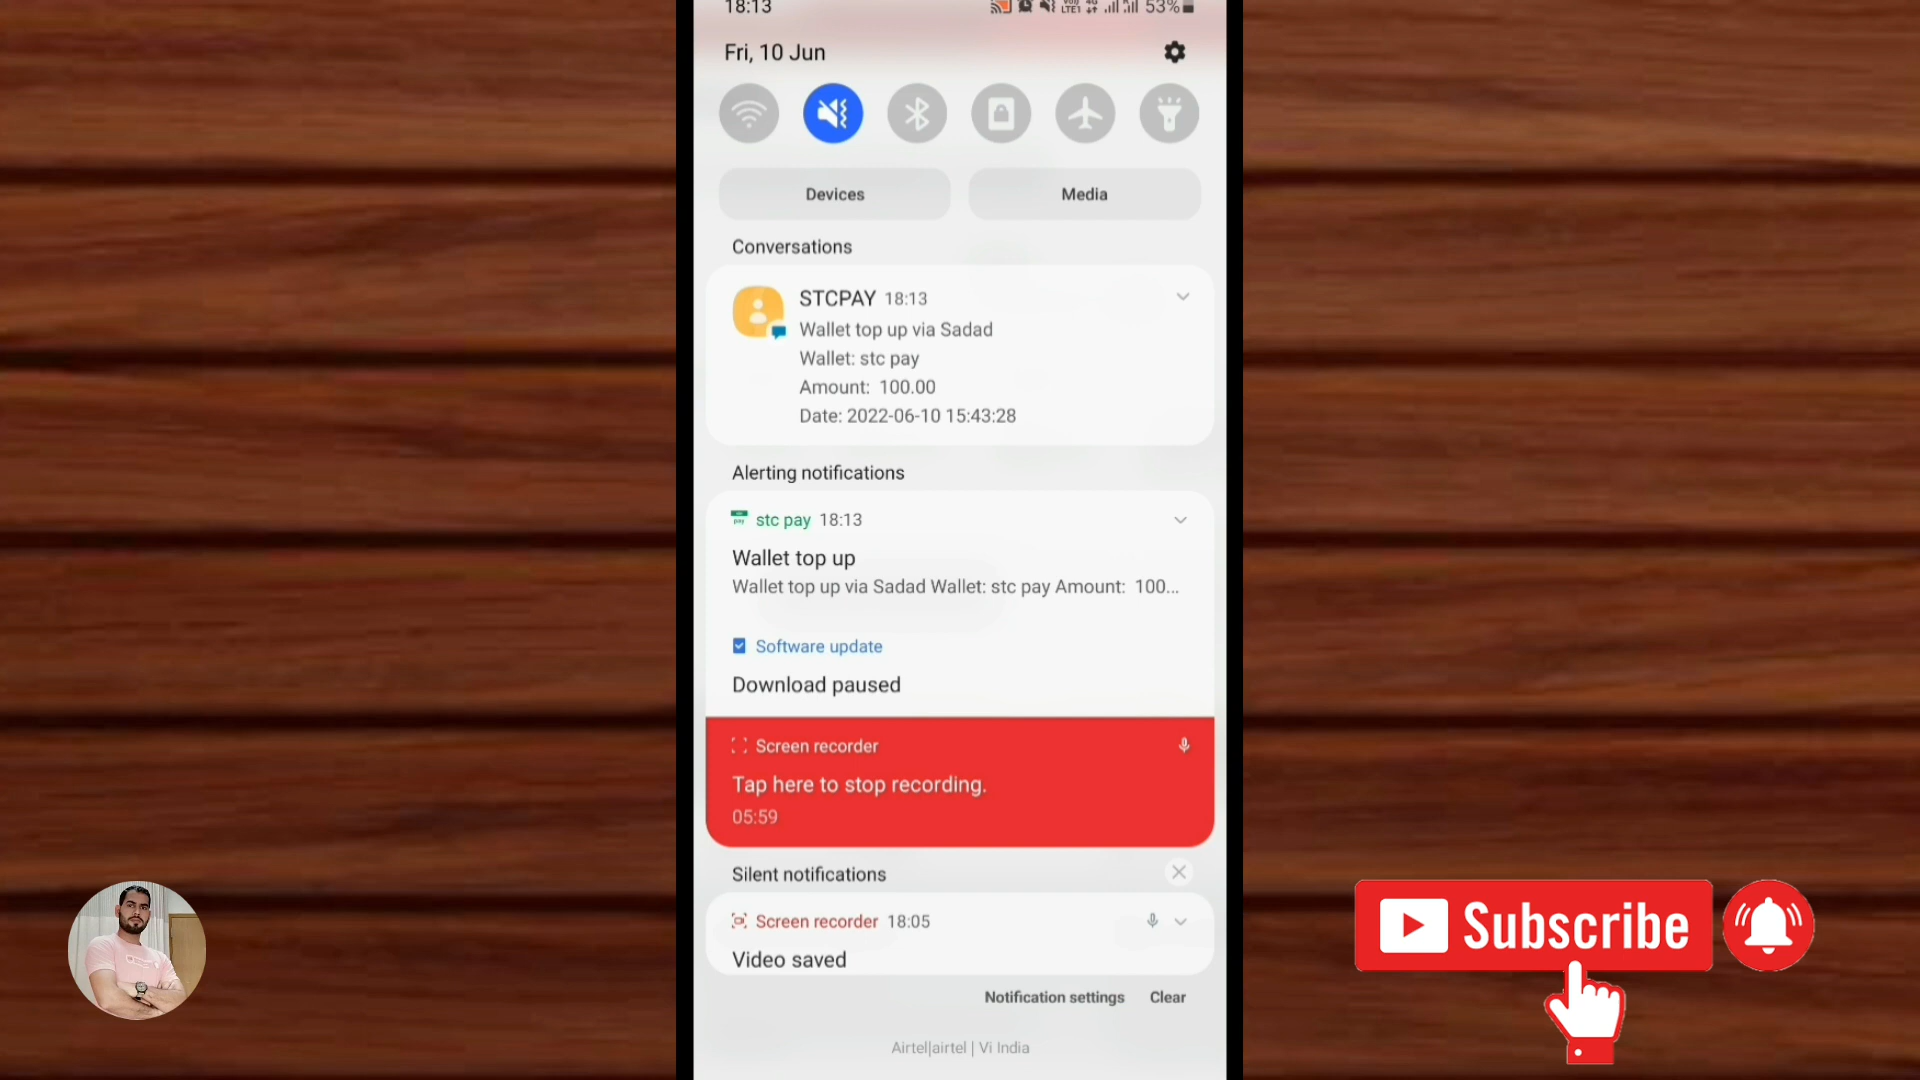 18:13
VoD LTE1 4G 53%
Fri, 10 Jun
Devices
Media
Conversations
STCPAY 18:13
Wallet top up via Sadad
Wallet: stc pay
Amount: 100.00
Date: 2022-06-10 15:43:28
Alerting notifications
pay stc pay 18:13
Wallet top up
Wallet top up via Sadad Wallet: stc pay Amount: 100...
Software update
Download paused
Screen recorder
Tap here to stop recording.
05:59
Silent notifications
Screen recorder 18:05
Video saved
Notification settings Clear
Airtel|airtel | Vi India
Subscribe